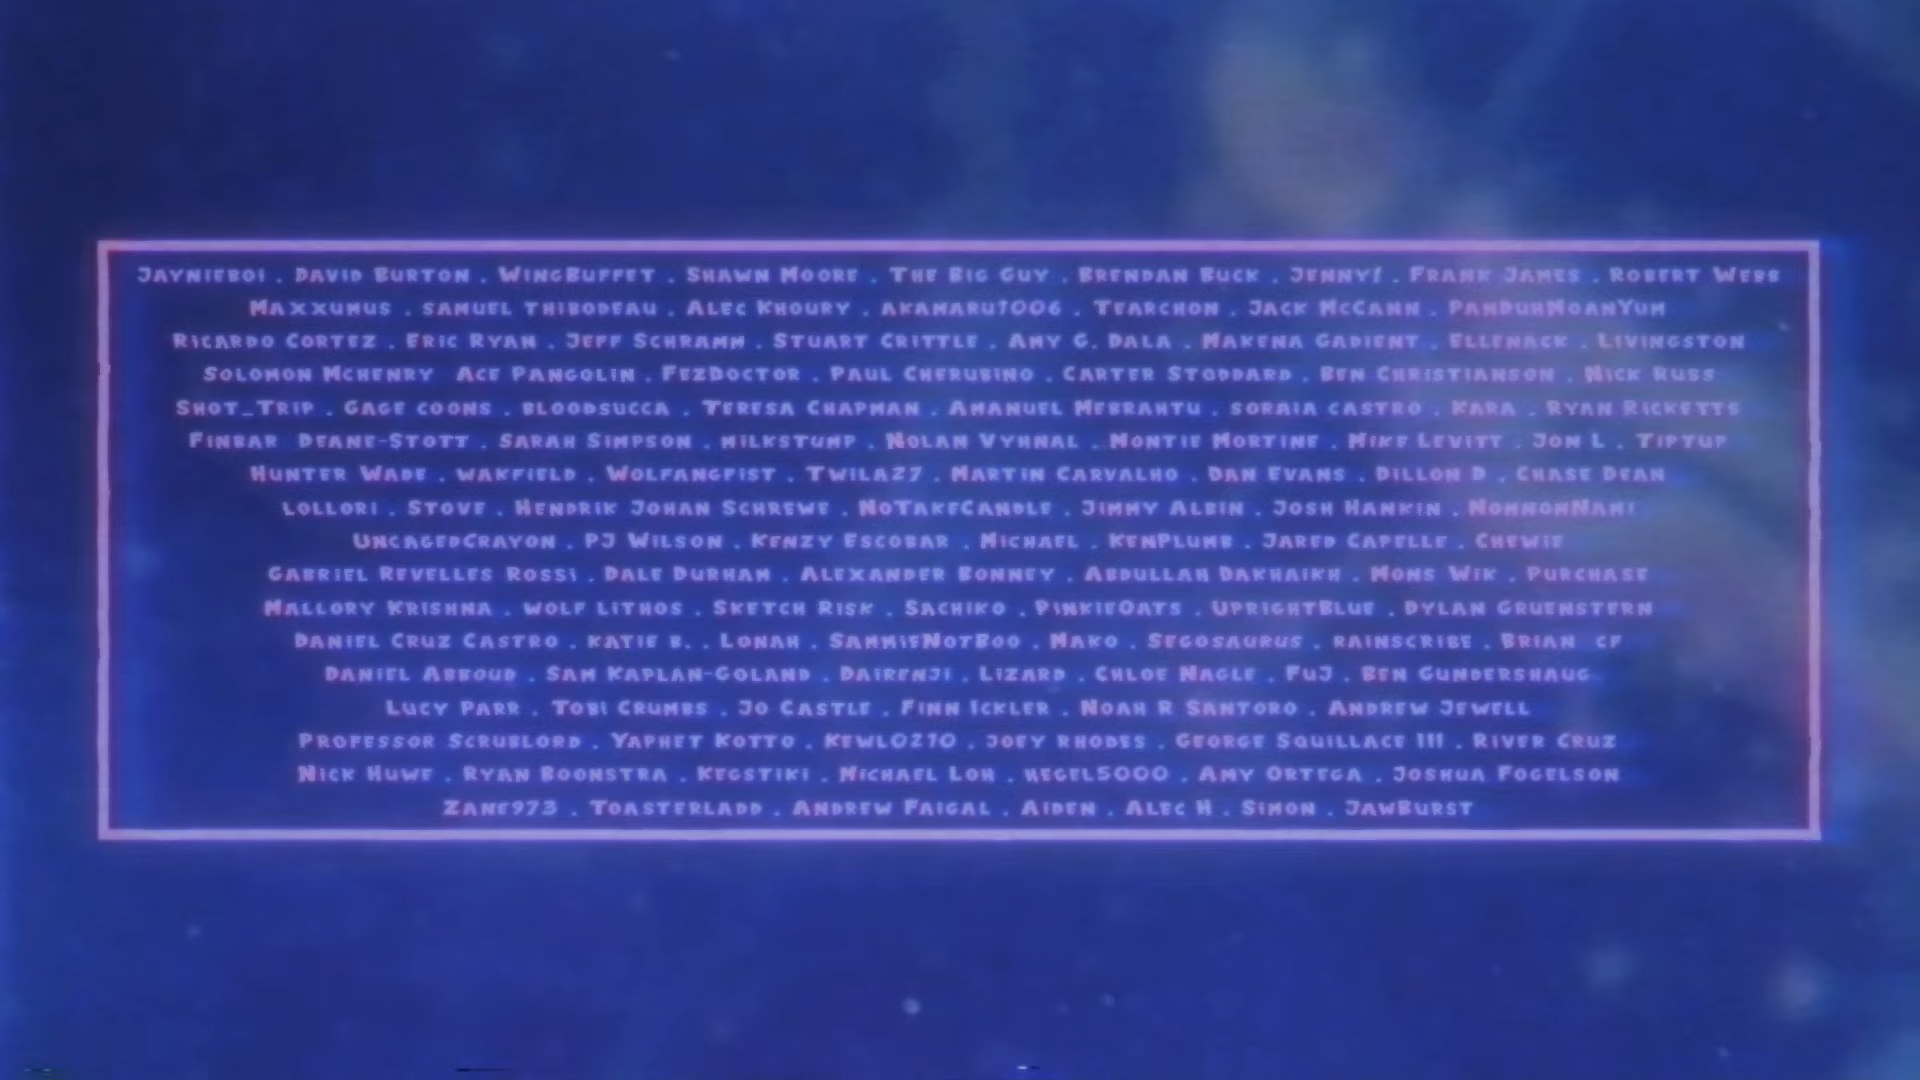 Jaynieboi . David Burton . WingBuffet . Shawn Moore . The Big Guy . Brendan Buck . Jenny! . Frank James . Robert Webb
Maxxumus . samuel thibodeau . Alec Khoury . akamaru1006 . Tearchon . Jack McCann . PanDuhMoanYum
Ricardo Cortez . Eric Ryan . Jeff Schramm . Stuart Crittle . Amy G. Dala . Makena Gadient . Ellenack . Livingston
Solomon Mchenry Ace Pangolin . FezDoctor . Paul Cherubino . Carter Stoddard . Ben Christianson . Nick Russ
Shot_Trip . Gage coons . bloodsucca . Teresa Chapman . Amanuel Mebrahtu . soraia castro . Kara . Ryan Ricketts
Finbar Deane-Stott . Sarah Simpson . milkstump . Nolan Vyhnal . Montie Mortine . Mike Levitt . Jon L . Tiptup
Hunter Wade . wakfield . Wolfangfist . Twila27 . Martin Carvalho . Dan Evans . Dillon D . Chase Dean
lollori . Stove . Hendrik Johan Schrewe . NoTakeCandle . Jimmy Albin . Josh Hankin . NomnomNami
UncagedCrayon . PJ Wilson . Kenzy Escobar . Michael . KenPlumb . Jared Capelle . Chewie
Gabriel Revelles Rossi . Dale Durham . Alexander Bonney . Abdullah Dakhaikh . Mons Wik . Purchase
Mallory Krishna . wolf lithos . Sketch Risk . Sachiko . PinkieOats . UprightBlue . Dylan Gruenstern
Daniel Cruz Castro . katie b. . Lonah . SammieNotBoo . Mako . Segosaurus . rainscribe . Brian CF
Daniel Abboud . Sam Kaplan-Goland . Dairenji . Lizard . Chloe Nagle . FuJ . Ben Gundershaug
Lucy Parr . Tobi Crumbs . Jo Castle . Finn Ickler . Noah R Santoro . Andrew Jewell
Professor Scrublord . Yaphet Kotto . Kewl0210 . joey rhodes . George Squillace III . River Cruz
Nick Huwe . Ryan Boonstra . Kegstiki . Michael Loh . hegel5000 . Amy Ortega . Joshua Fogelson
Zane973 . Toasterladd . Andrew Faigal . Aiden . Alec H . Simon . JawBurst